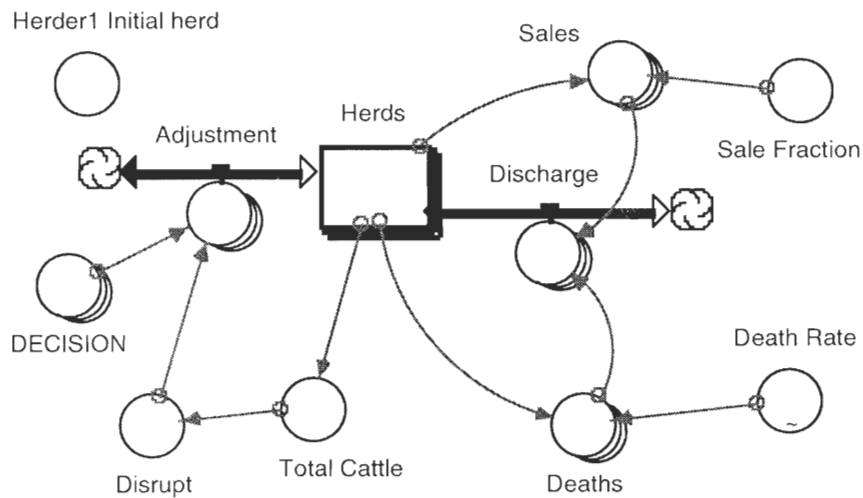 Herder1 Initial herd
Sales
Adjustment
Herds
Sale Fraction
Discharge
DECISION
Death Rate
~
Disrupt
Total Cattle
Deaths